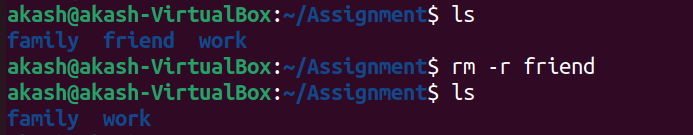 akash@akash-VirtualBox:~/Assignment$ ls
family  friend  work
akash@akash-VirtualBox:~/Assignment$ rm -r friend
akash@akash-VirtualBox:~/Assignment$ ls
family  work